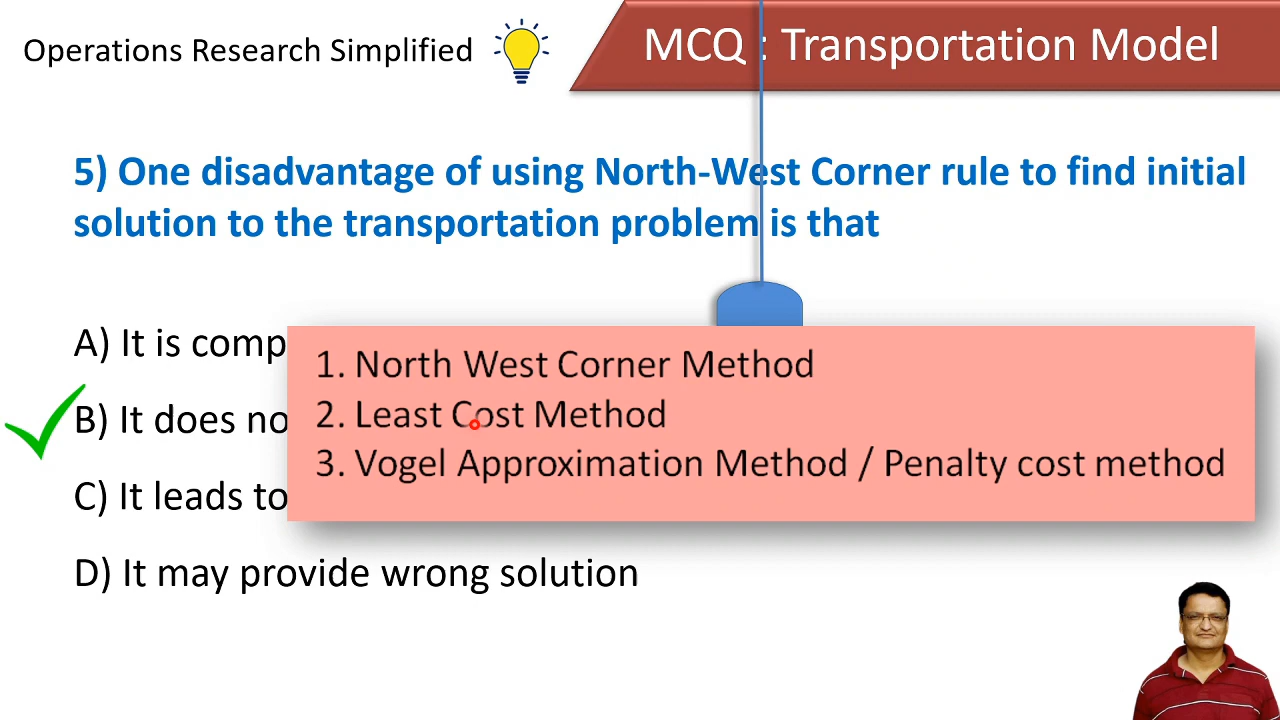 Operations Research Simplified
MCQ : Transportation Model
5) One disadvantage of using North-West Corner rule to find initial
solution to the transportation problem is that
A) It is comp
B) It does no
C) It leads to
D) It may provide wrong solution
1. North West Corner Method
2. Least Cost Method
3. Vogel Approximation Method / Penalty cost method